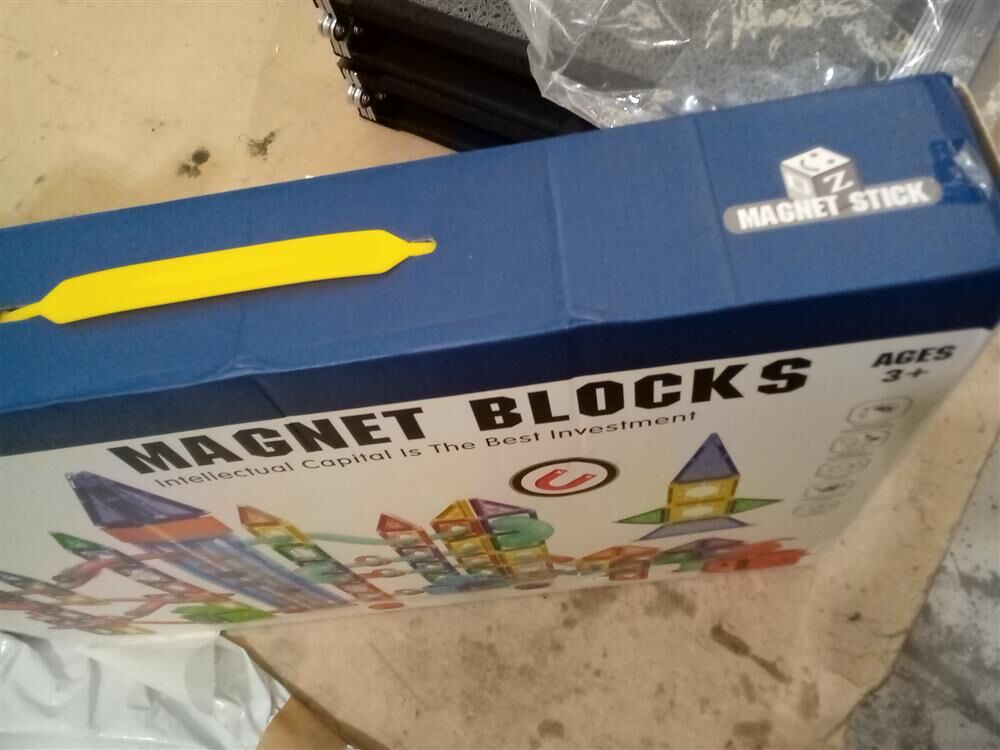 Z
MAGNET STICK
MAGNET BLOCKS
Intellectual Capital Is The Best Investment
AGES
3+